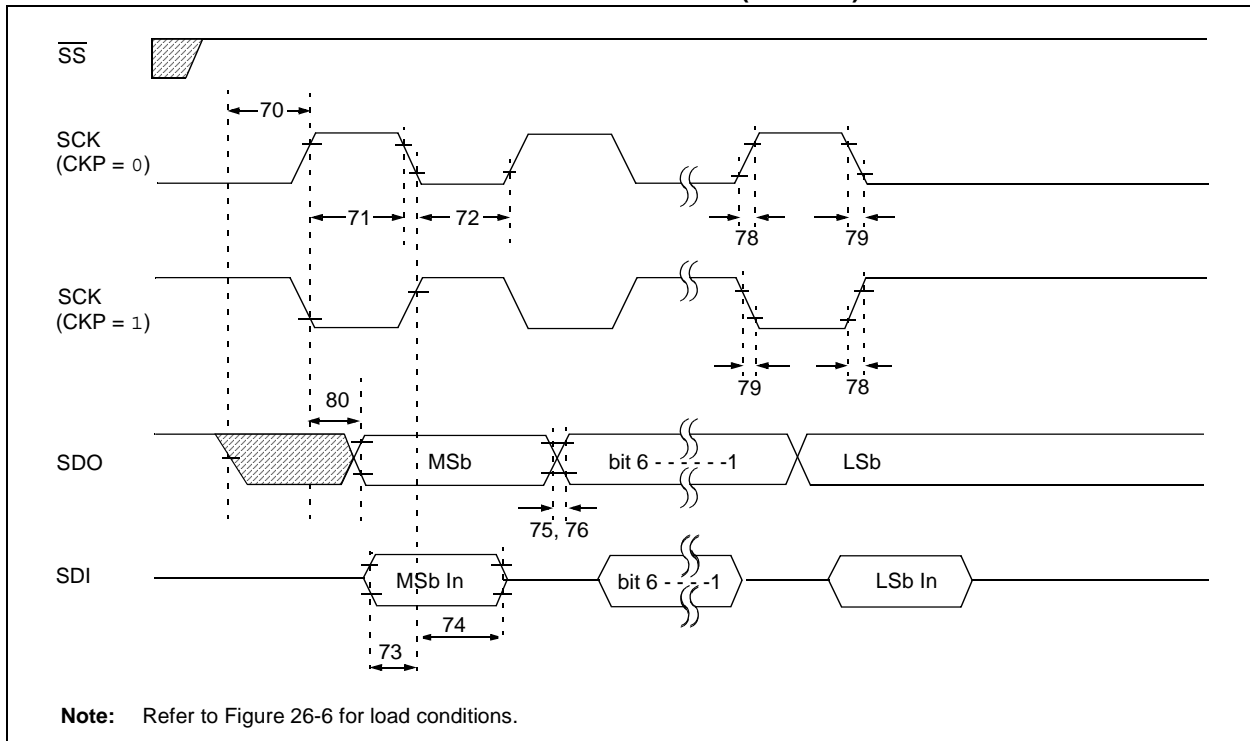 SS
70
SCK
(CKP = 0)
71
72
78
79
SCK
(CKP = 1)
79
78
80
SDO
MSb
bit 6 - - - - - -1
LSb
75, 76
SDI
MSb In
bit 6 - - - -1
LSb In
74
73
Note: Refer to Figure 26-6 for load conditions.